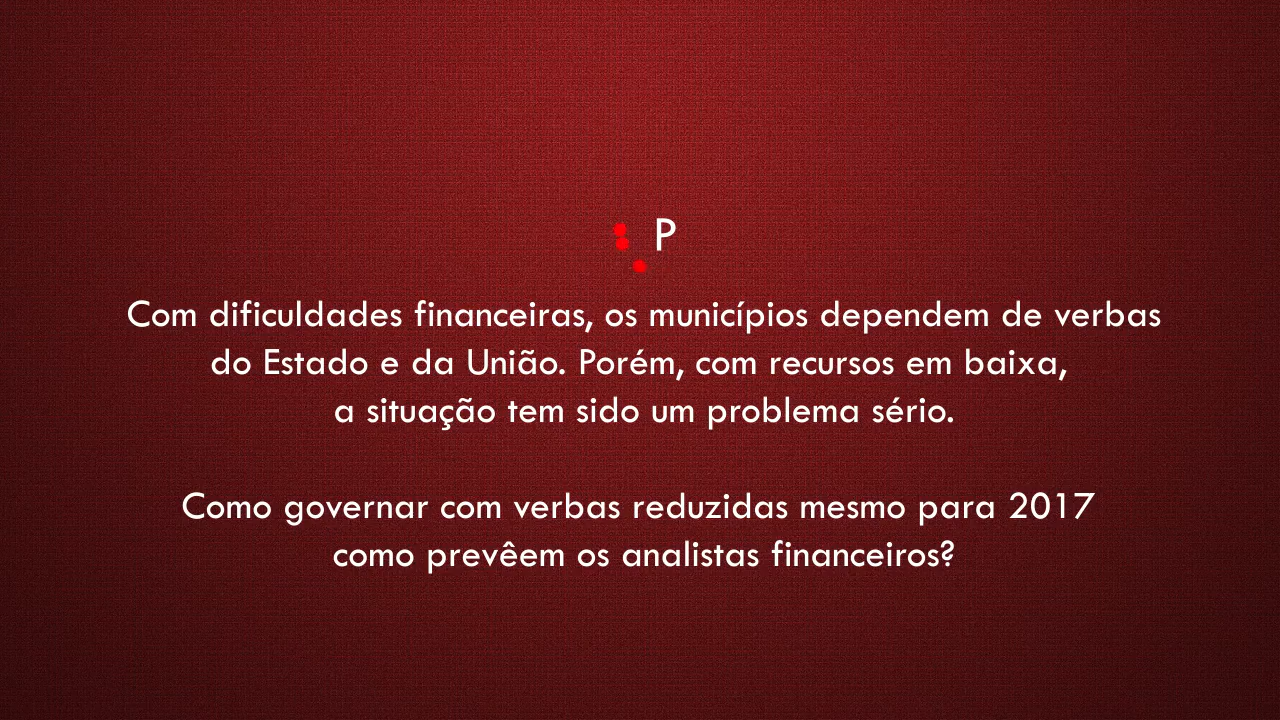 P
Com dificuldades financeiras, os municípios dependem de verbas
do Estado e da União. Porém, com recursos em baixa,
a situação tem sido um problema sério.
Como governar com verbas reduzidas mesmo para 2017
como prevêem os analistas financeiros?